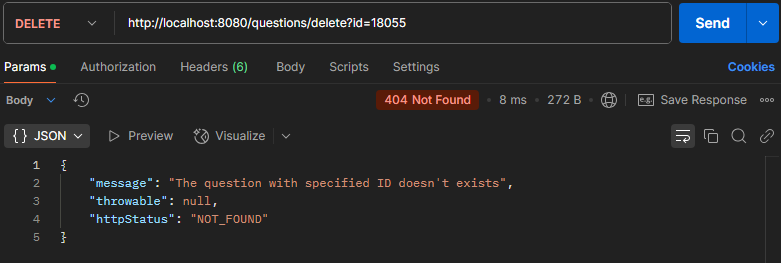 DELETE http://localhost:8080/questions/delete?id=18055 Send
Params Authorization Headers (6) Body Scripts Settings Cookies
Body 404 Not Found • 8 ms • 272 B e.g. Save Response
{} JSON Preview Visualize
1 {
2 "message": "The question with specified ID doesn't exists",
3 "throwable": null,
4 "httpStatus": "NOT_FOUND"
5 }